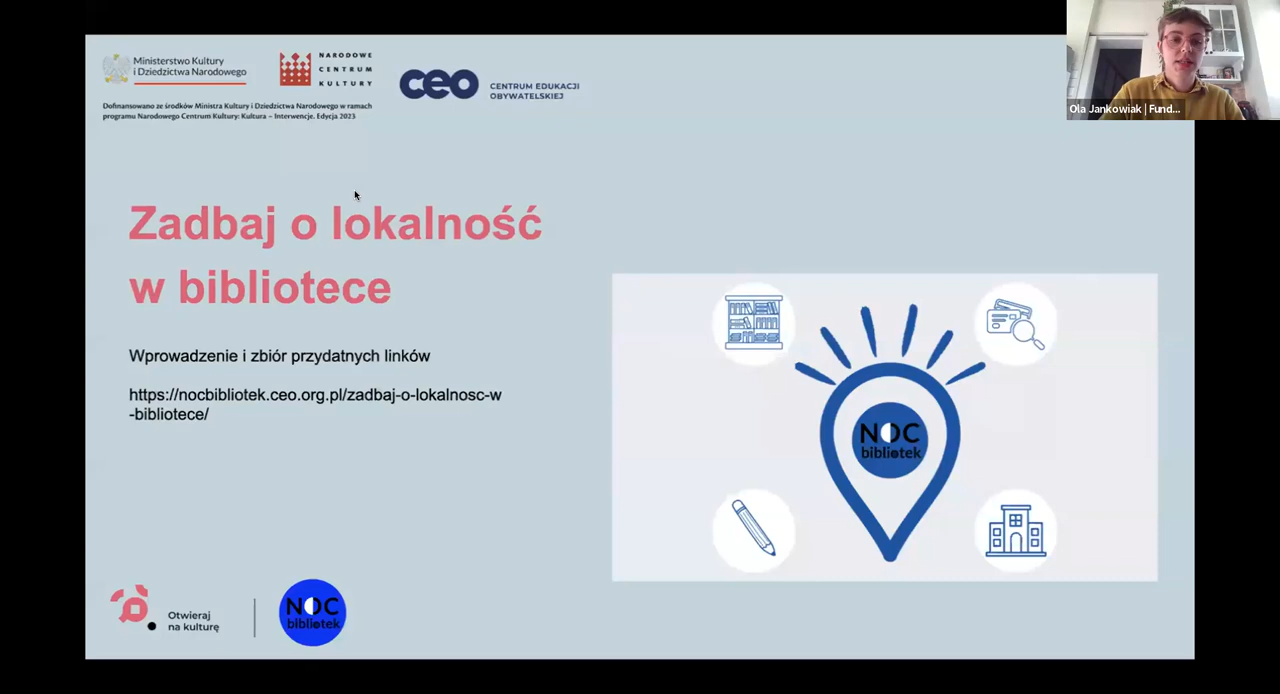 Ministerstwo Kultury
i Dziedzictwa Narodowego
NARODOWE
CENTRUM
KULTURY
ceo
CENTRUM EDUKACJI
OBYWATELSKIEJ
Dofinansowano ze środków Ministra Kultury i Dziedzictwa Narodowego w ramach
programu Narodowego Centrum Kultury: Kultura – Interwencje. Edycja 2023
Ola Jankowiak | Fund...
Zadbaj o lokalność
w bibliotece
Wprowadzenie i zbiór przydatnych linków
https://nocbibliotek.ceo.org.pl/zadbaj-o-lokalnosc-w
-bibliotece/
NOC
bibliotek
Otwieraj
na kulturę
NOC
bibliotek